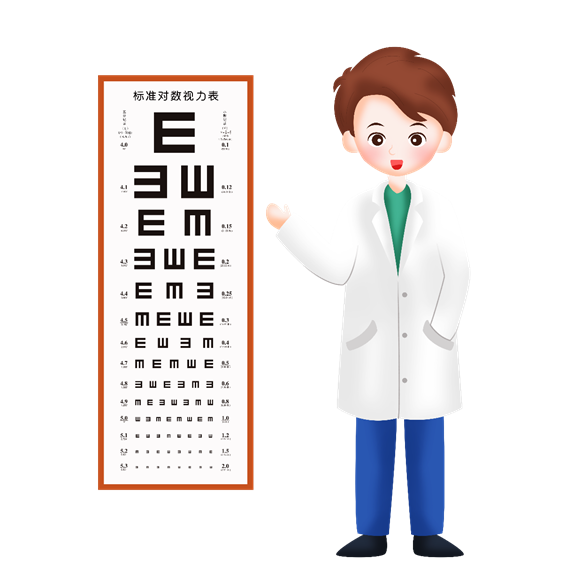 标准对数视力表
4.0 E 0.1
4.1 Ǝ Ш 0.12
4.2 E M 0.15
4.3 Ǝ Ш E 0.2
4.4 E M Ǝ 0.25
4.5 M E Ш E 0.3
4.6 E Ш Ǝ M 0.4
4.7 M E M Ш E 0.5
4.8 Ǝ Ш E M Ǝ M 0.6
4.9 0.8
5.0 1.0
5.1 1.2
5.2 1.5
5.3 2.0